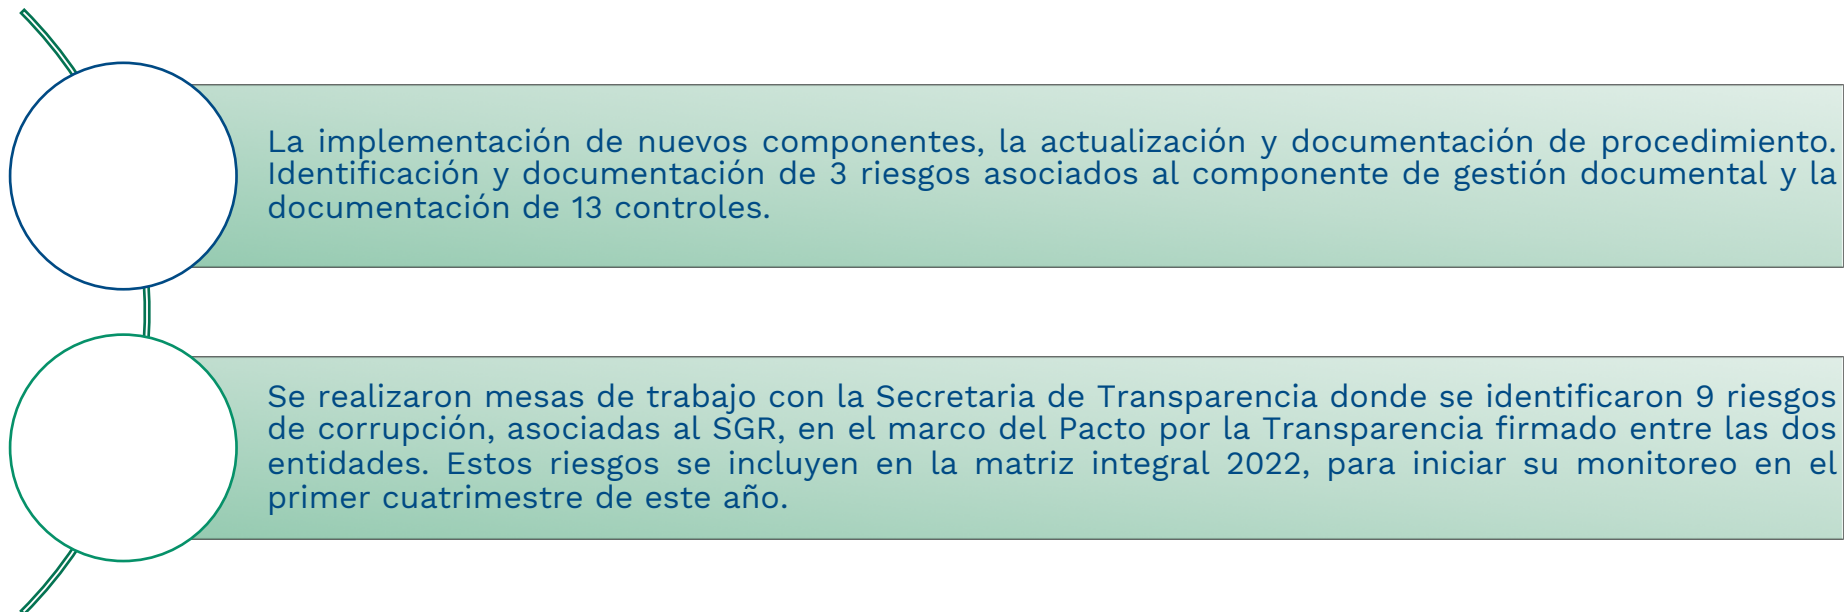 La implementación de nuevos componentes, la actualización y documentación de procedimiento.
Identificación y documentación de 3 riesgos asociados al componente de gestión documental y la
documentación de 13 controles.
Se realizaron mesas de trabajo con la Secretaria de Transparencia donde se identificaron 9 riesgos
de corrupción, asociadas al SGR, en el marco del Pacto por la Transparencia firmado entre las dos
entidades. Estos riesgos se incluyen en la matriz integral 2022, para iniciar su monitoreo en el
primer cuatrimestre de este año.